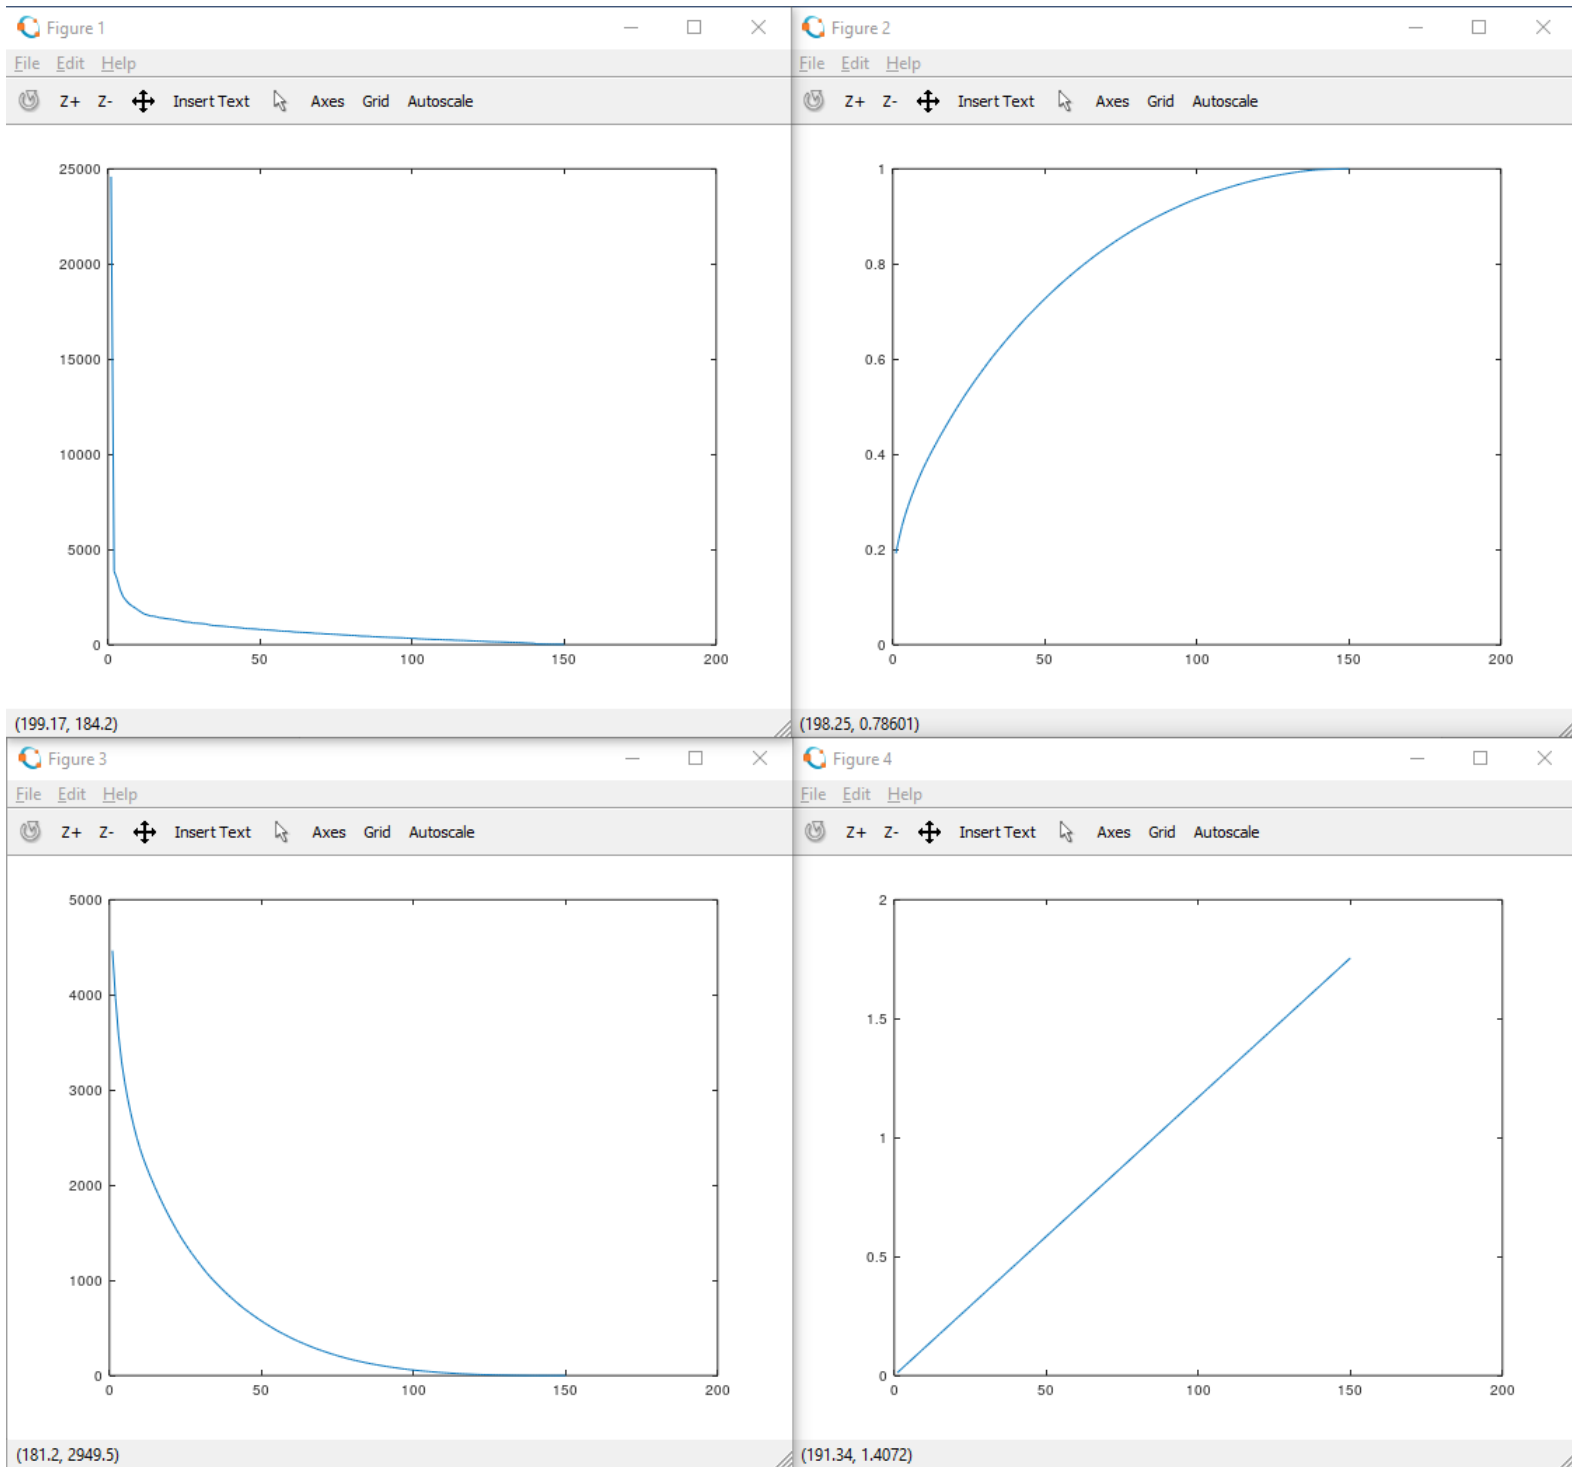 Figure 1
File Edit Help
Z+ Z- Insert Text Axes Grid Autoscale
25000
20000
15000
10000
5000
0
0 50 100 150 200
(199.17, 184.2)
Figure 2
File Edit Help
Z+ Z- Insert Text Axes Grid Autoscale
1
0.8
0.6
0.4
0.2
0
0 50 100 150 200
(198.25, 0.78601)
Figure 3
File Edit Help
Z+ Z- Insert Text Axes Grid Autoscale
5000
4000
3000
2000
1000
0
0 50 100 150 200
(181.2, 2949.5)
Figure 4
File Edit Help
Z+ Z- Insert Text Axes Grid Autoscale
2
1.5
1
0.5
0
0 50 100 150 200
(191.34, 1.4072)